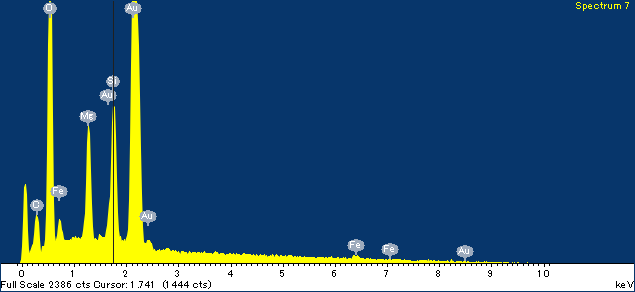 Spectrum 7
O Au
Si
Au
Mg
Fe
O
Au
Fe Fe Au
0 1 2 3 4 5 6 7 8 9 10
Full Scale 2386 cts Cursor: 1.741 (1444 cts) keV